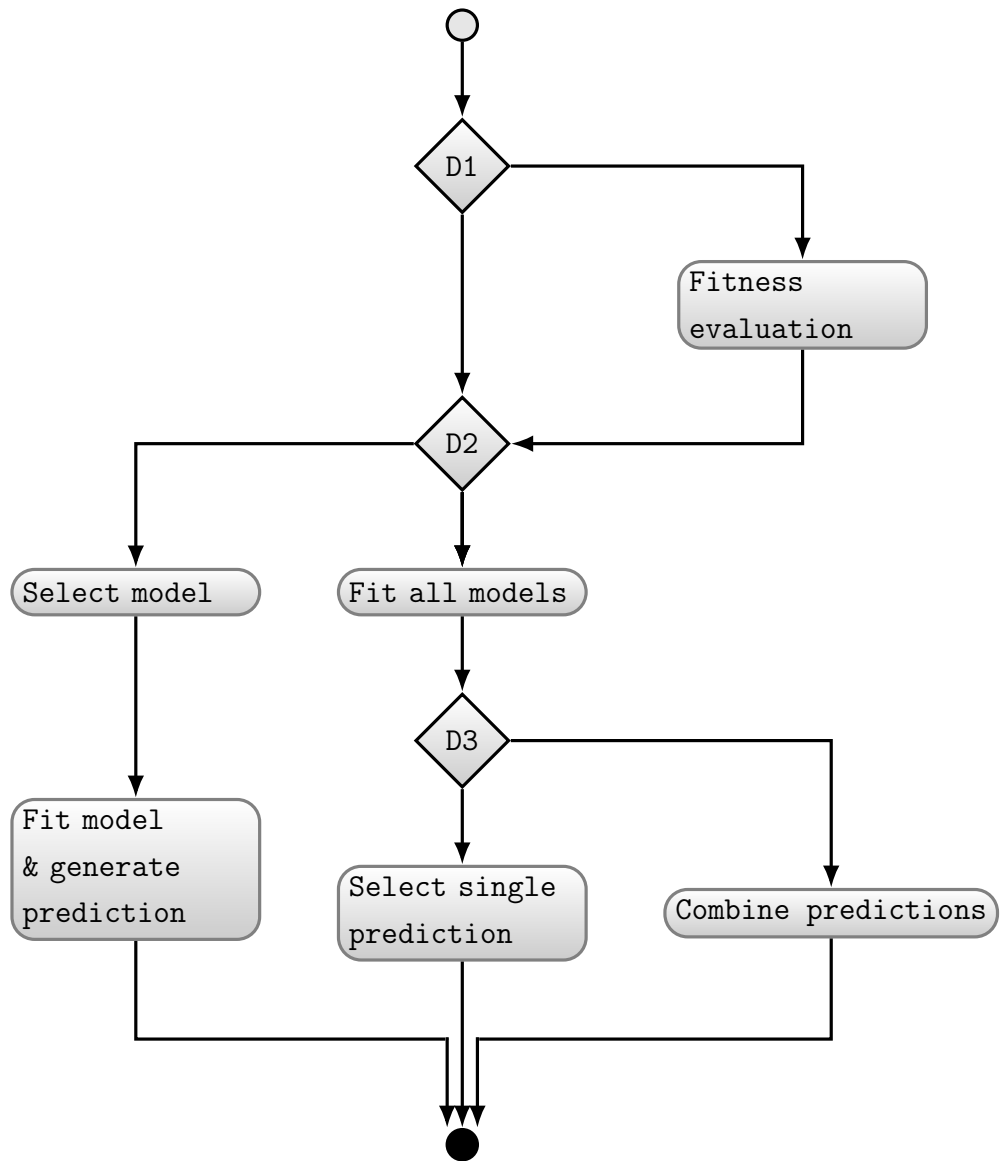 D1
Fitness
evaluation
D2
Select model
Fit all models
D3
Fit model
& generate
prediction
Select single
prediction
Combine predictions